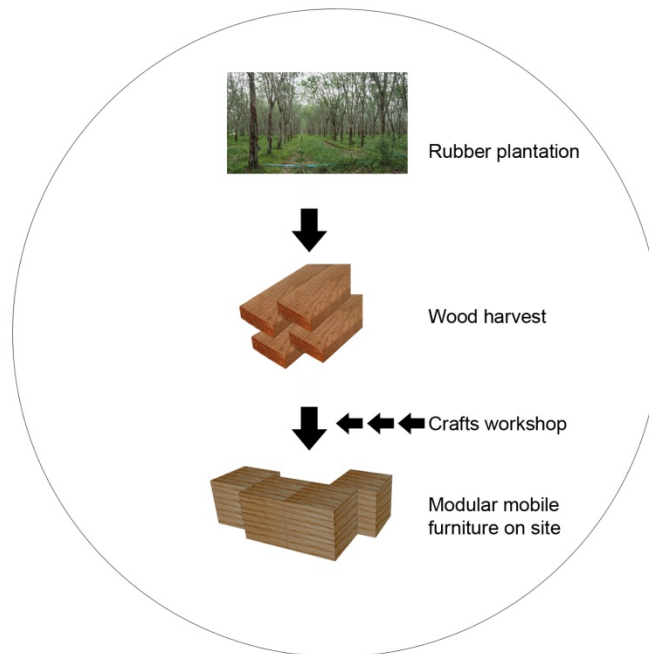 Rubber plantation
Wood harvest
Crafts workshop
Modular mobile
furniture on site